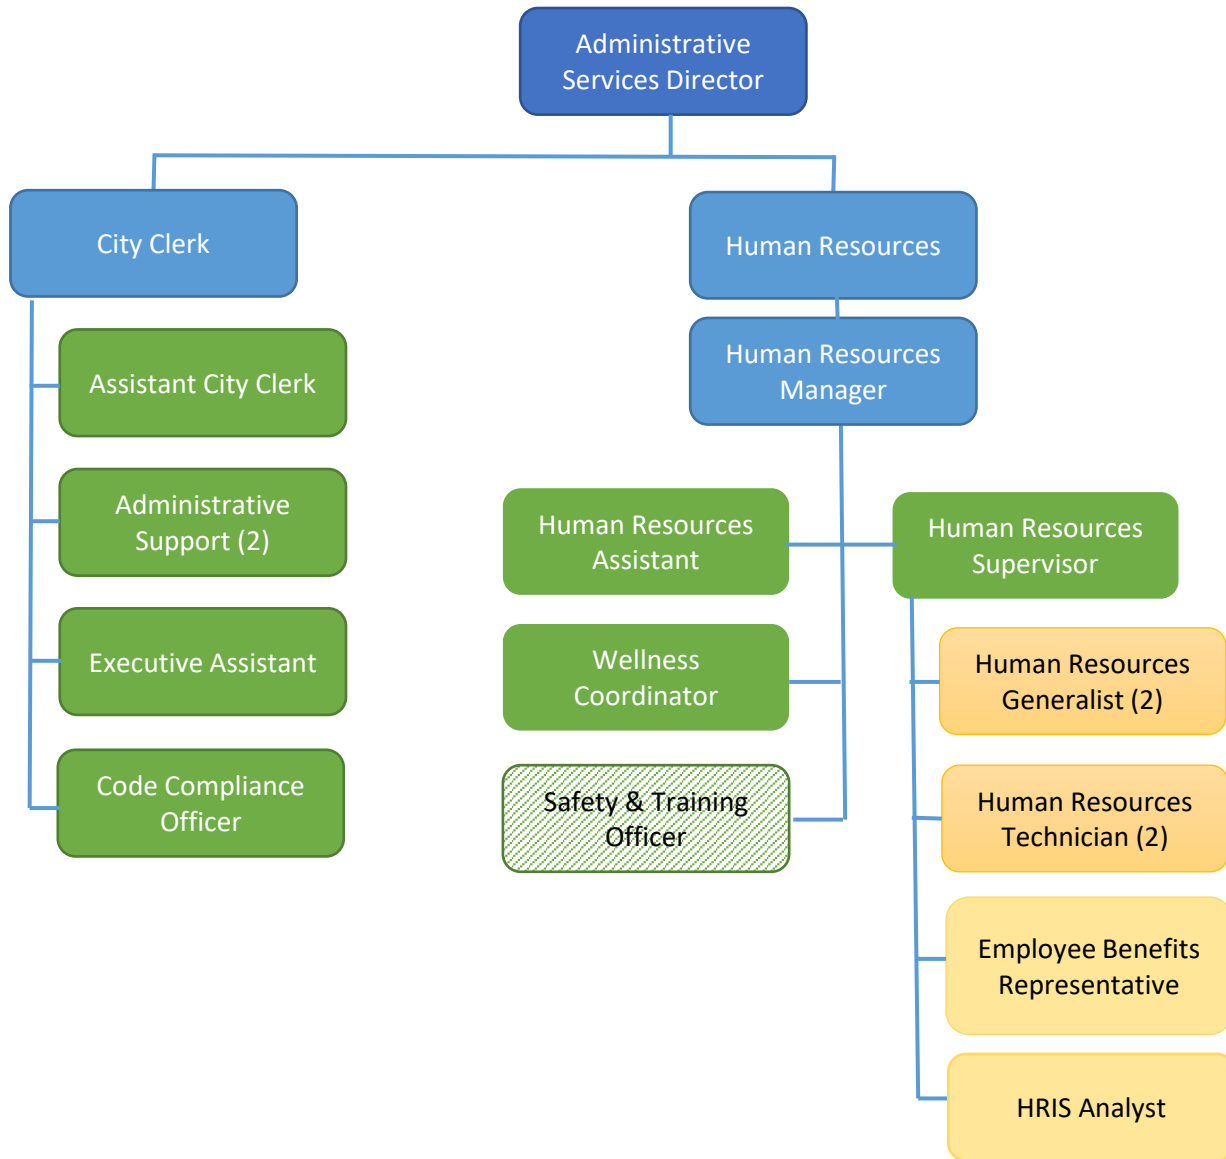 Administrative
Services Director
City Clerk
Human Resources
Human Resources
Manager
Assistant City Clerk
Administrative
Support (2)
Executive Assistant
Code Compliance
Officer
Human Resources
Assistant
Wellness
Coordinator
Safety & Training
Officer
Human Resources
Supervisor
Human Resources
Generalist (2)
Human Resources
Technician (2)
Employee Benefits
Representative
HRIS Analyst